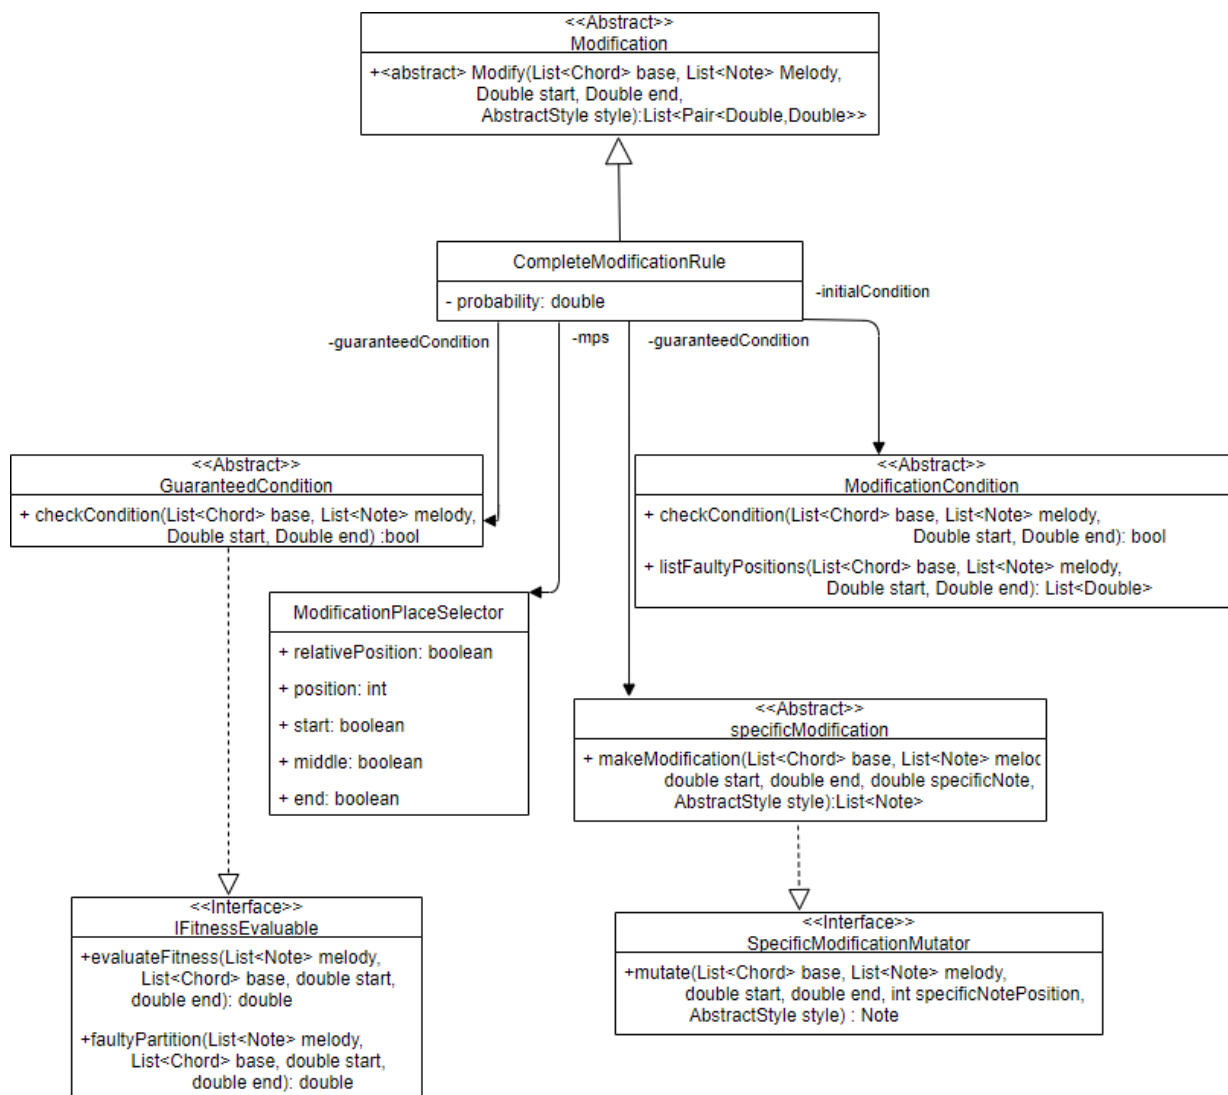 <<Abstract>>
Modification
+<abstract> Modify(List<Chord> base, List<Note> Melody,
Double start, Double end,
AbstractStyle style):List<Pair<Double,Double>>
CompleteModificationRule
- probability: double
-initialCondition
-guaranteedCondition
-mps
-guaranteedCondition
<<Abstract>>
GuaranteedCondition
+ checkCondition(List<Chord> base, List<Note> melody,
Double start, Double end) :bool
<<Abstract>>
ModificationCondition
+ checkCondition(List<Chord> base, List<Note> melody,
Double start, Double end): bool
+ listFaultyPositions(List<Chord> base, List<Note> melody,
Double start, Double end): List<Double>
ModificationPlaceSelector
+ relativePosition: boolean
+ position: int
+ start: boolean
+ middle: boolean
+ end: boolean
<<Abstract>>
specificModification
+ makeModification(List<Chord> base, List<Note> meloc
double start, double end, double specificNote,
AbstractStyle style):List<Note>
<<Interface>>
IFitnessEvaluable
+evaluateFitness(List<Note> melody,
List<Chord> base, double start,
double end): double
+faultyPartition(List<Note> melody,
List<Chord> base, double start,
double end): double
<<Interface>>
SpecificModificationMutator
+mutate(List<Chord> base, List<Note> melody,
double start, double end, int specificNotePosition,
AbstractStyle style) : Note